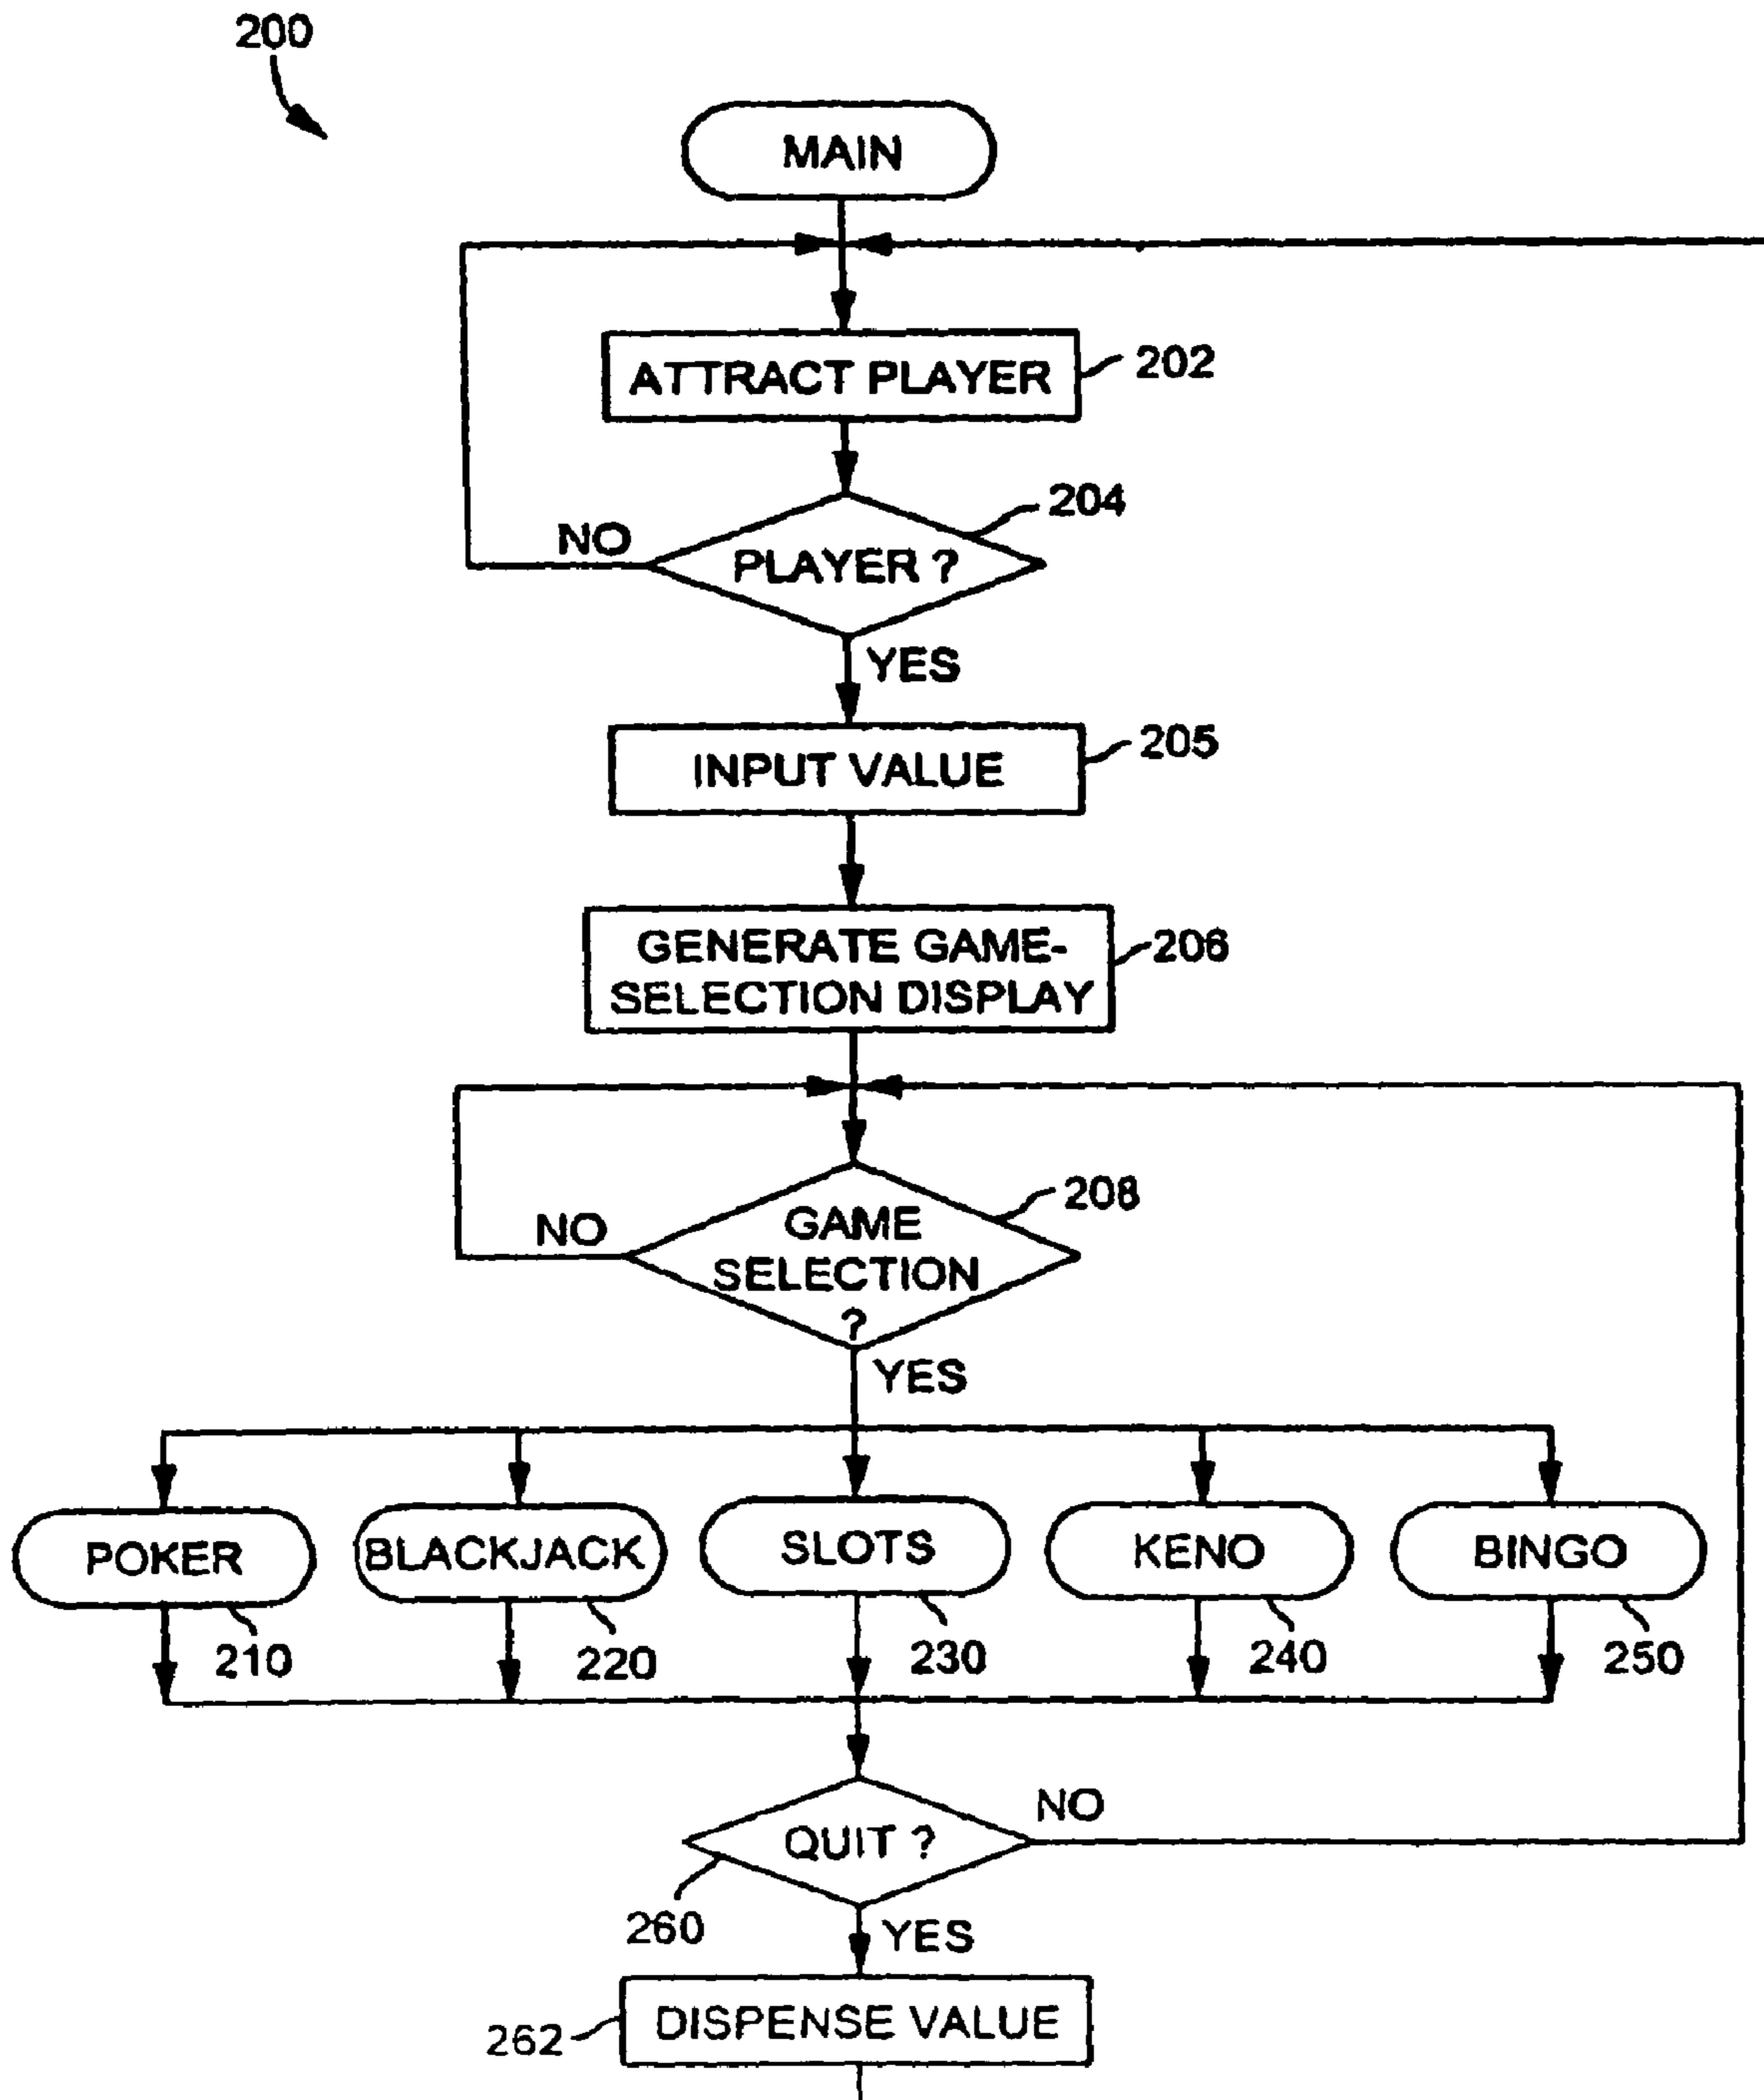 200
MAIN
ATTRACT PLAYER
202
204
NO
PLAYER ?
YES
INPUT VALUE
205
GENERATE GAME-
SELECTION DISPLAY
206
208
NO
GAME
SELECTION
?
YES
POKER
BLACKJACK
SLOTS
KENO
BINGO
210
220
230
240
250
QUIT ?
NO
260
YES
DISPENSE VALUE
262